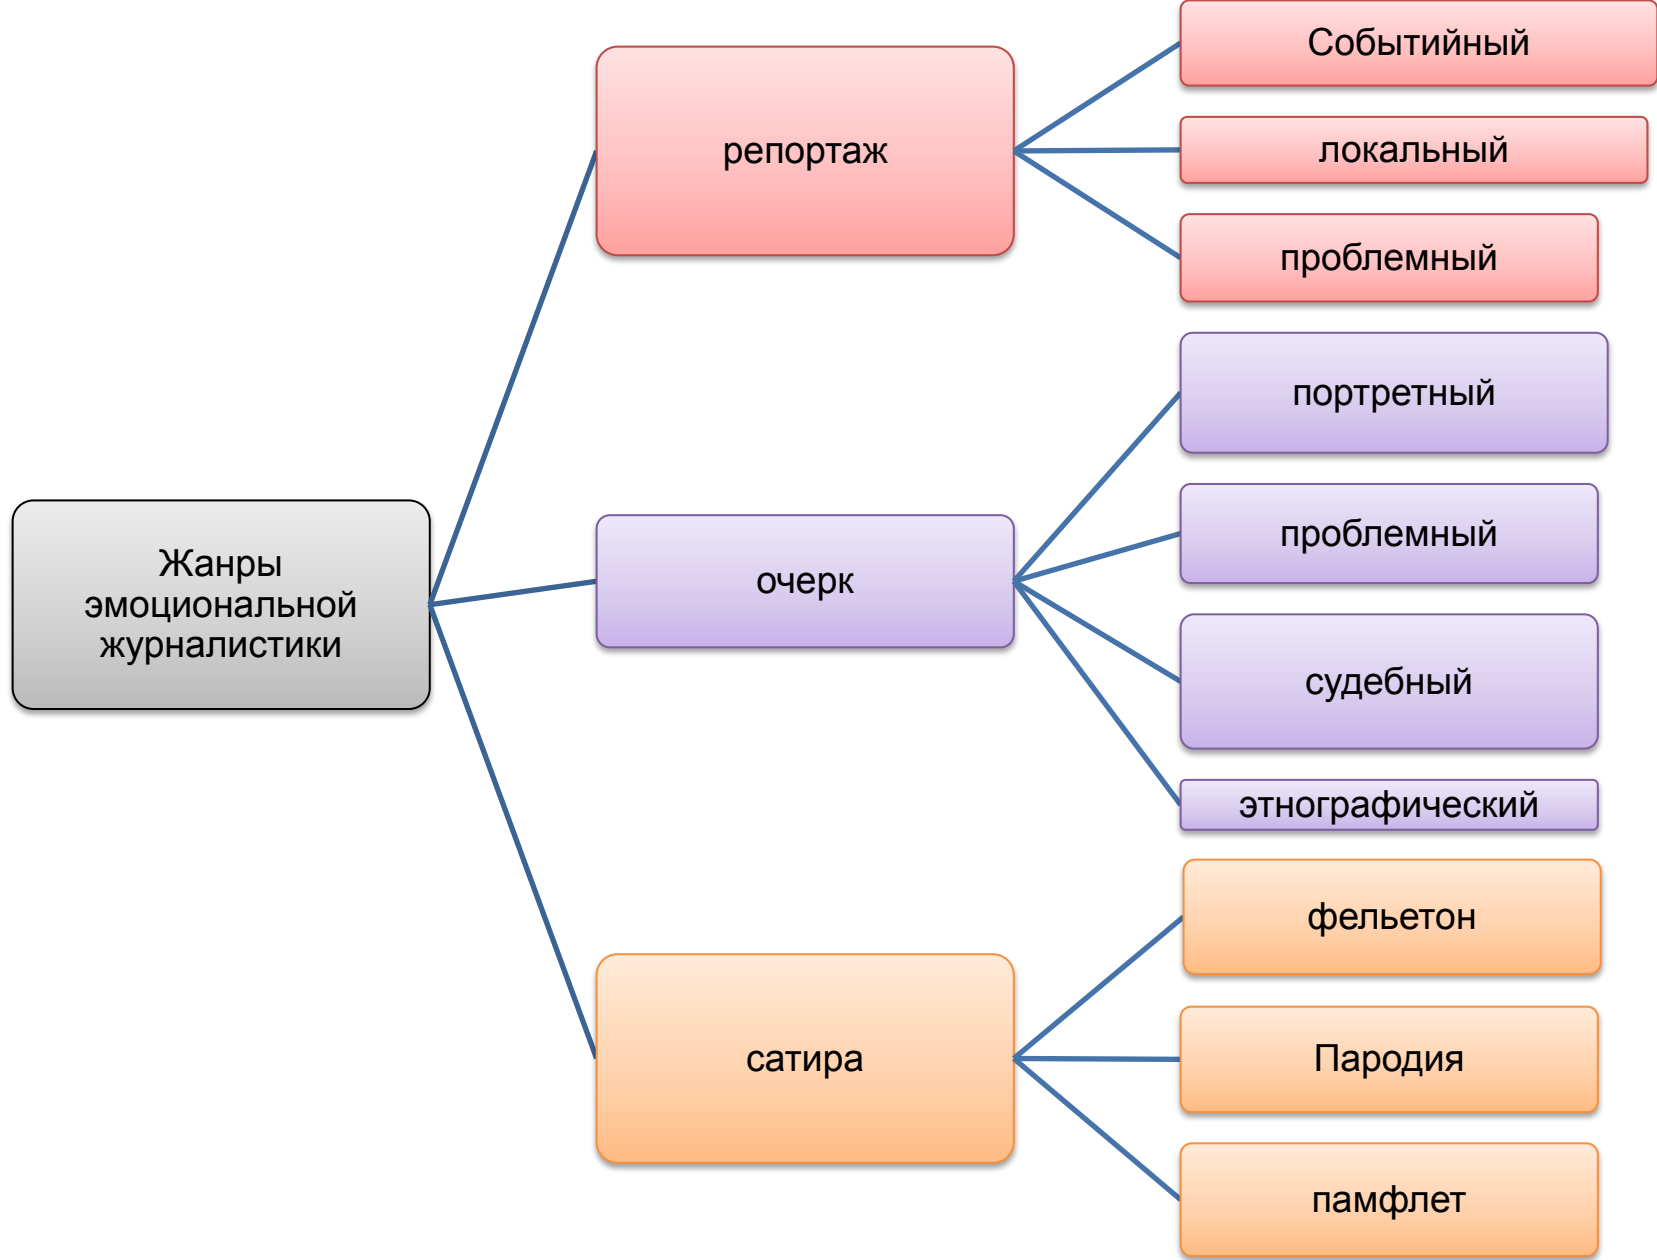 Жанры
эмоциональной
журналистики
репортаж
Событийный
локальный
проблемный
очерк
портретный
проблемный
судебный
этнографический
сатира
фельетон
Пародия
памфлет